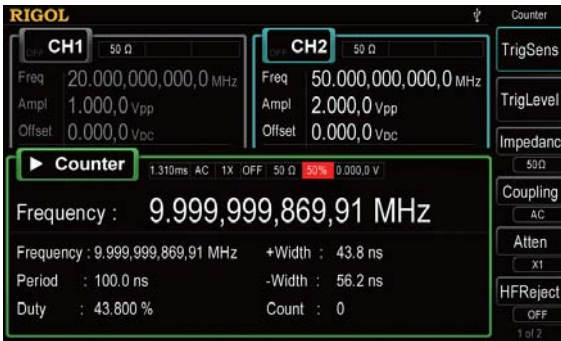 RIGOL
Counter
OFF CH1 50 Ω
Freq 20.000,000,000,0 MHz
Ampl 1.000,0 Vpp
Offset 0.000,0 VDC
OFF CH2 50 Ω
Freq 50.000,000,000,0 MHz
Ampl 2.000,0 Vpp
Offset 0.000,0 VDC
Counter 1.310ms AC 1X OFF 50 Ω 50% 0.000,0 V
Frequency : 9.999,999,869,91 MHz
Frequency : 9.999,999,869,91 MHz
Period : 100.0 ns
Duty : 43.800 %
+Width : 43.8 ns
-Width : 56.2 ns
Count : 0
TrigSens
TrigLevel
Impedanc
50Ω
Coupling
AC
Atten
X1
HFReject
OFF
1 of 2